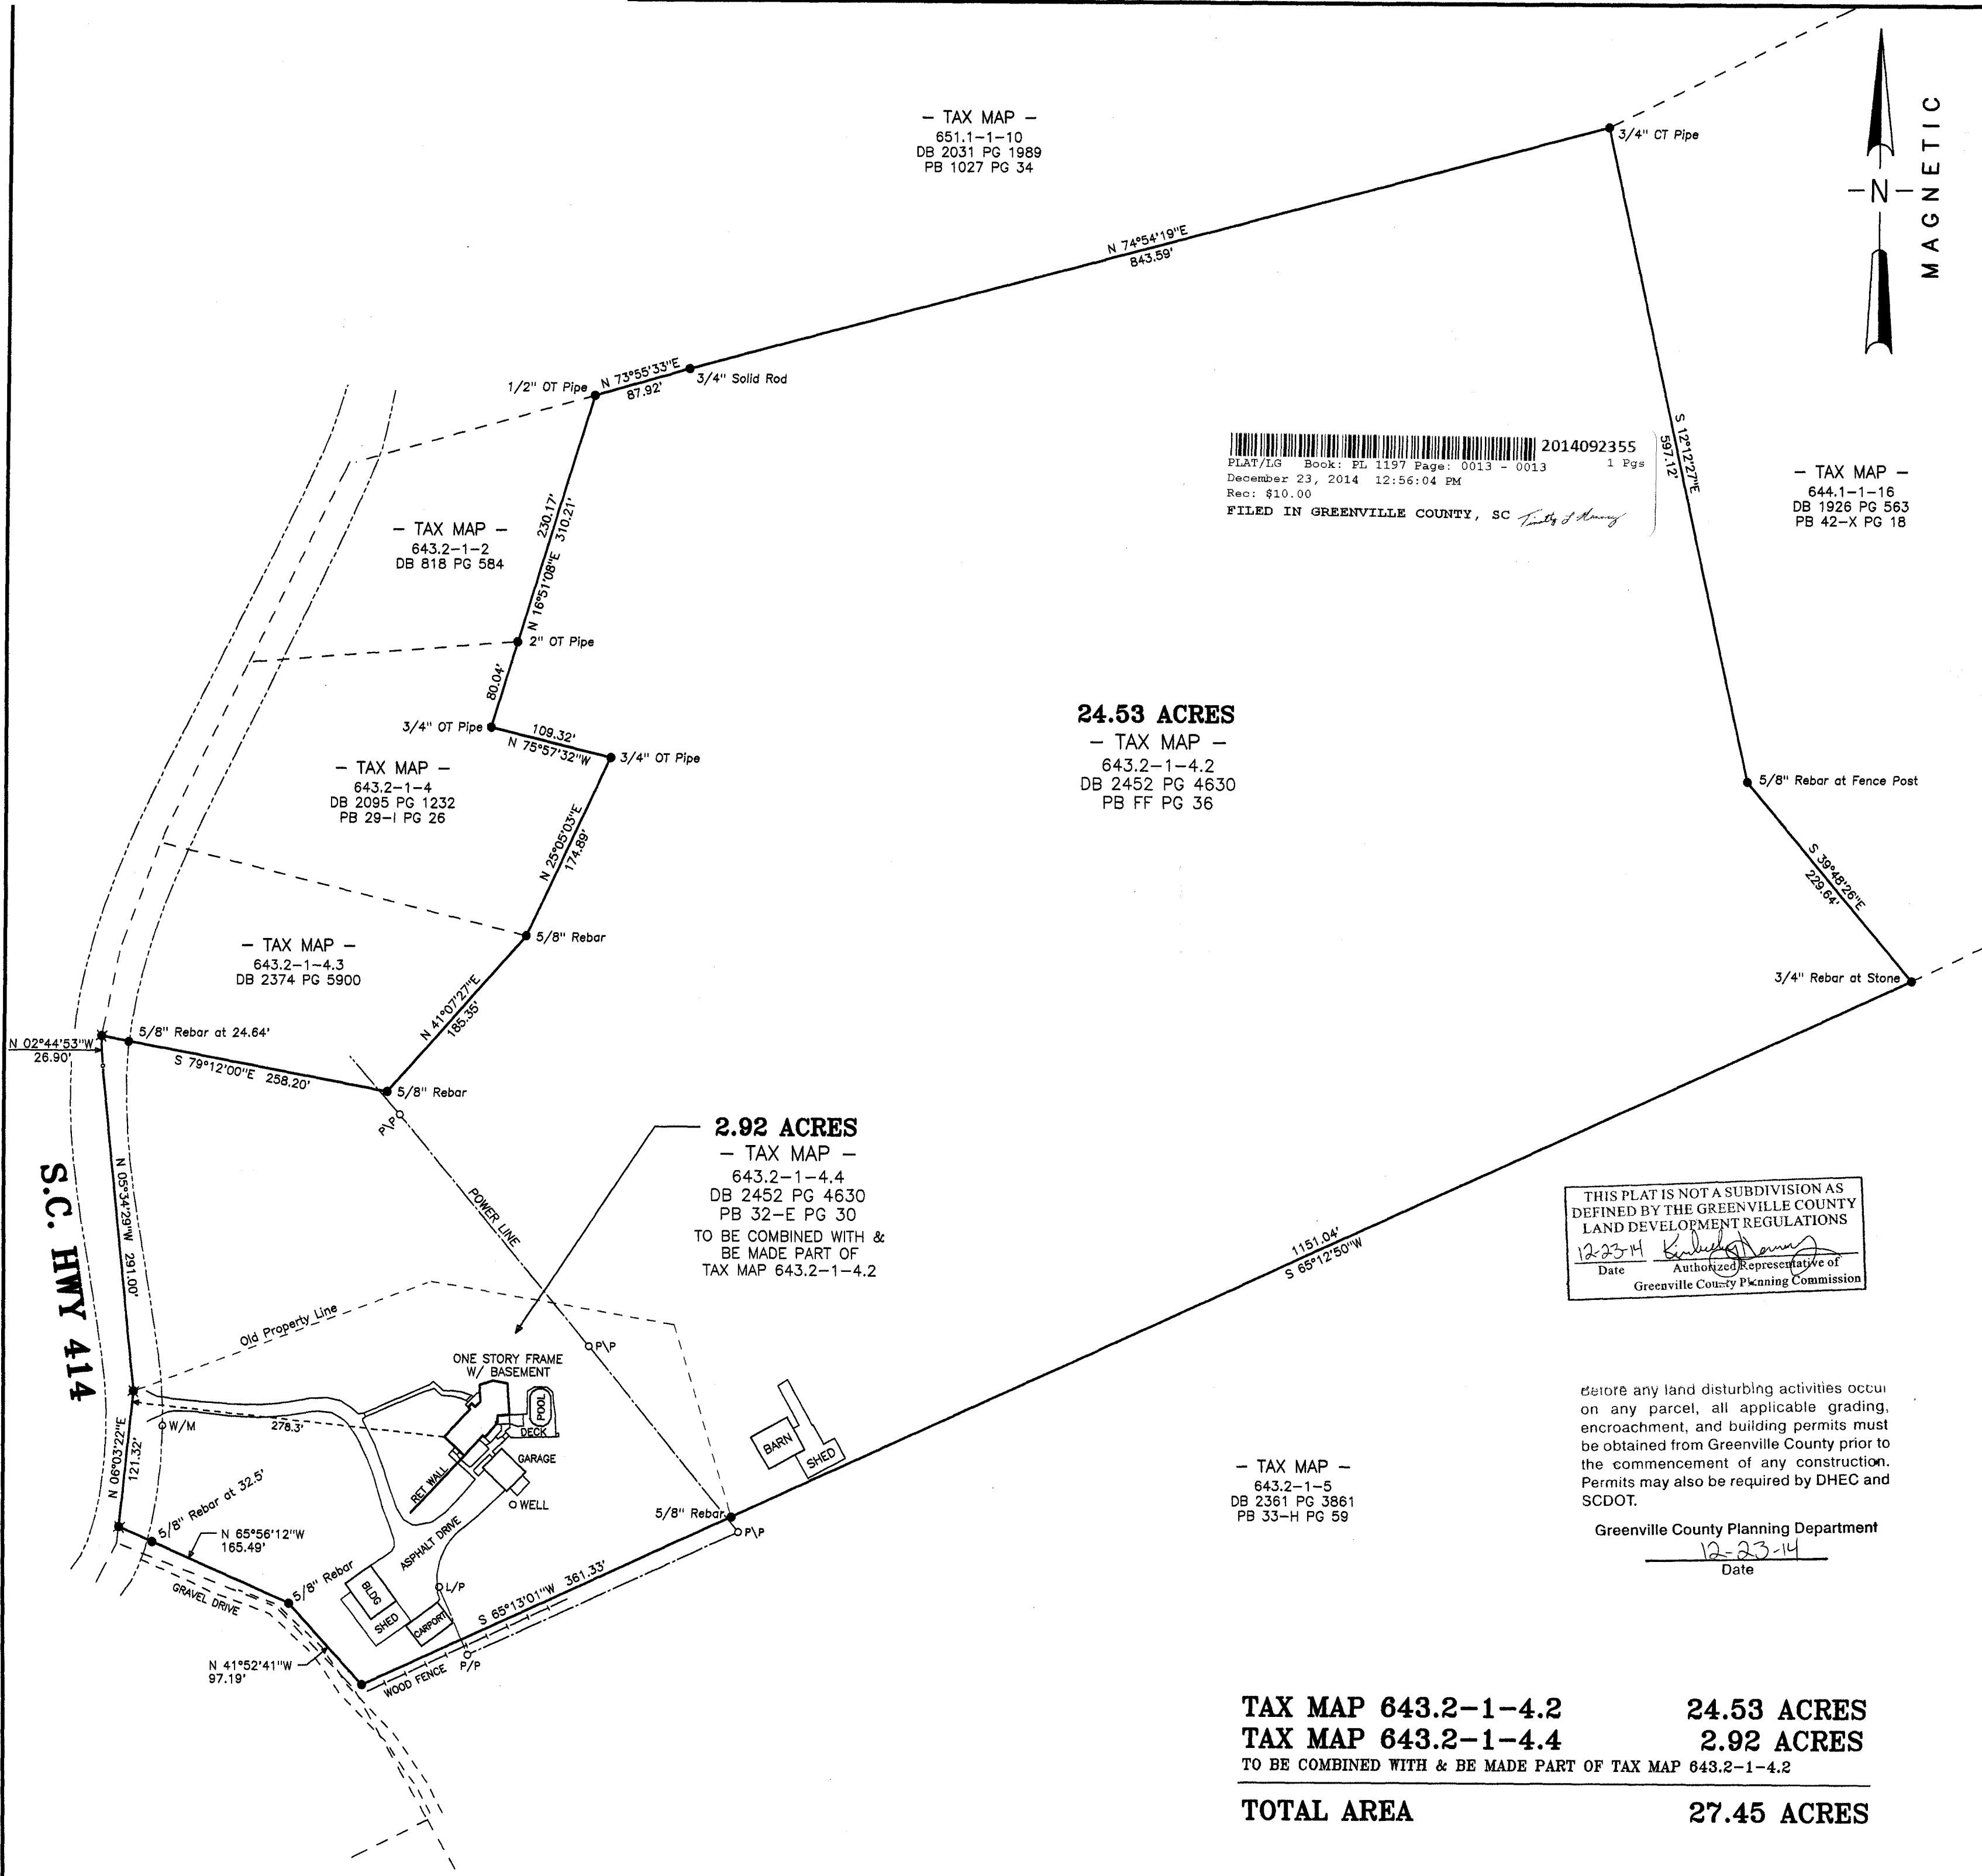 — TAX MAP —
651.1-1-10
DB 2031 PG 1989
PB 1027 PG 34
3/4" CT Pipe
MAGNETIC
-N-
N 74°54'19"E
843.59'
1/2" OT Pipe
N 73°55'33"E
87.92'
3/4" Solid Rod
2014092355
PLAT/LG Book: PL 1197 Page: 0013 - 0013 1 Pgs
December 23, 2014 12:56:04 PM
Rec: $10.00
FILED IN GREENVILLE COUNTY, SC
S 12°12'27"E
597.12'
— TAX MAP —
644.1-1-16
DB 1926 PG 563
PB 42-X PG 18
— TAX MAP —
643.2-1-2
DB 818 PG 584
230.17'
N 16°51'08"E 310.21'
2" OT Pipe
80.04'
3/4" OT Pipe
109.32'
N 75°57'32"W
3/4" OT Pipe
24.53 ACRES
— TAX MAP —
643.2-1-4.2
DB 2452 PG 4630
PB FF PG 36
5/8" Rebar at Fence Post
— TAX MAP —
643.2-1-4
DB 2095 PG 1232
PB 29-I PG 26
N 25°05'03"E
174.89'
S 39°48'26"E
229.64'
5/8" Rebar
— TAX MAP —
643.2-1-4.3
DB 2374 PG 5900
N 41°07'27"E
185.35'
3/4" Rebar at Stone
N 02°44'53"W
26.90'
5/8" Rebar at 24.64'
S 79°12'00"E 258.20'
5/8" Rebar
P\P
2.92 ACRES
— TAX MAP —
643.2-1-4.4
DB 2452 PG 4630
PB 32-E PG 30
TO BE COMBINED WITH &
BE MADE PART OF
TAX MAP 643.2-1-4.2
S.C. HWY 414
N 05°34'29"W 291.00'
POWER LINE
1151.04'
S 65°12'50"W
THIS PLAT IS NOT A SUBDIVISION AS
DEFINED BY THE GREENVILLE COUNTY
LAND DEVELOPMENT REGULATIONS
12-23-14
Date Authorized Representative of
Greenville County Planning Commission
Old Property Line
P\P
ONE STORY FRAME
W/ BASEMENT
POOL
DECK
278.3'
W/M
GARAGE
RET WALL
WELL
BARN
SHED
N 06°03'22"E
121.32'
5/8" Rebar at 32.5'
N 65°56'12"W
165.49'
5/8" Rebar
P\P
ASPHALT DRIVE
5/8" Rebar
GRAVEL DRIVE
BLDG
SHED
L/P
CARPORT
S 65°13'01"W 361.33'
P/P
WOOD FENCE
N 41°52'41"W
97.19'
— TAX MAP —
643.2-1-5
DB 2361 PG 3861
PB 33-H PG 59
Before any land disturbing activities occur
on any parcel, all applicable grading,
encroachment, and building permits must
be obtained from Greenville County prior to
the commencement of any construction.
Permits may also be required by DHEC and
SCDOT.
Greenville County Planning Department
12-23-14
Date
TAX MAP 643.2-1-4.2 24.53 ACRES
TAX MAP 643.2-1-4.4 2.92 ACRES
TO BE COMBINED WITH & BE MADE PART OF TAX MAP 643.2-1-4.2
TOTAL AREA 27.45 ACRES